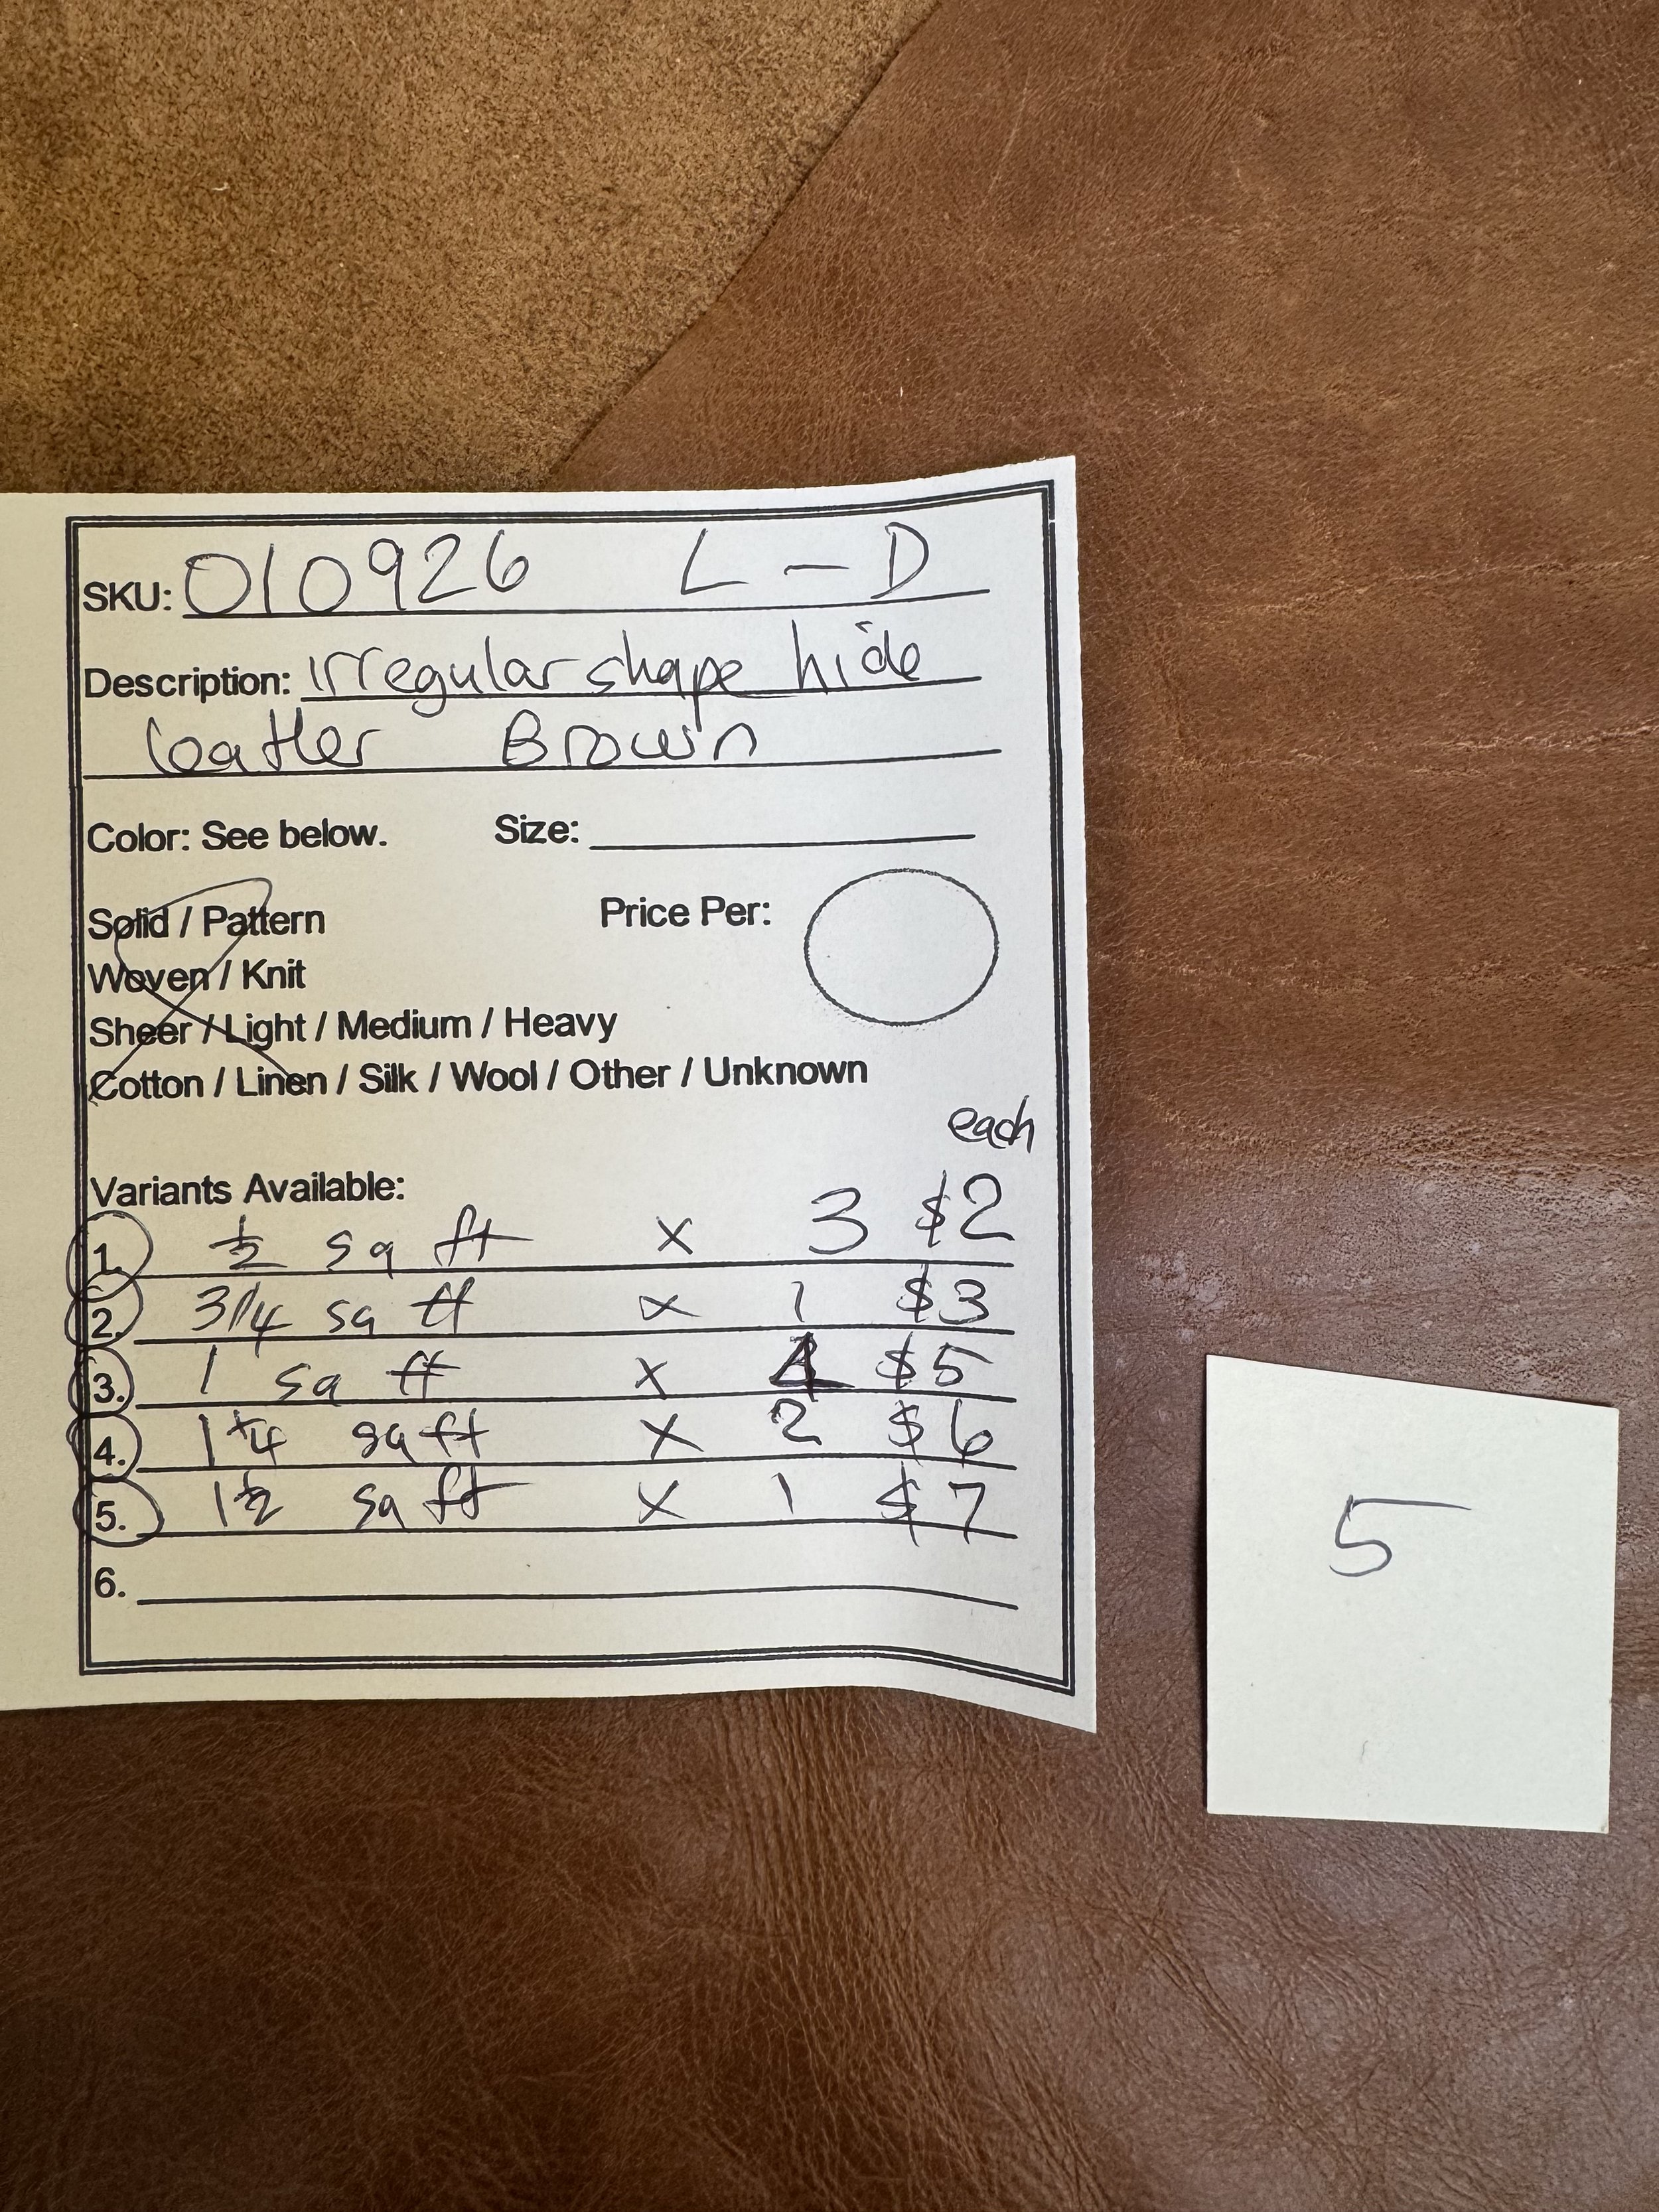 SKU: 010926 L - D
Description: irregular shape hide
leather Brown
Color: See below. Size:
Solid / Pattern Price Per:
Woven / Knit
Sheer / Light / Medium / Heavy
Cotton / Linen / Silk / Wool / Other / Unknown
each
Variants Available:
1. ½ sq ft x 3 $2
2. 3/4 sq ft x 1 $3
3. 1 sq ft x 4 $5
4. 1 ¼ sq ft x 2 $6
5. 1 ½ sq ft x 1 $7
6.
5